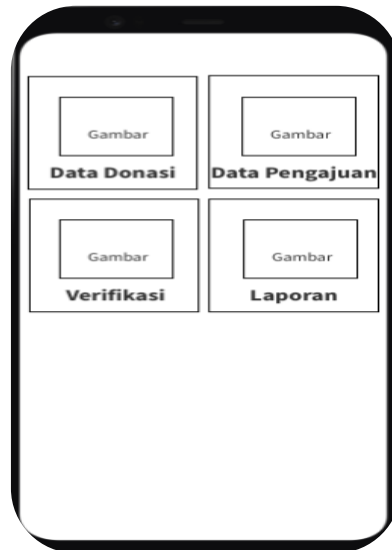 Gambar
Data Donasi
Gambar
Data Pengajuan
Gambar
Verifikasi
Gambar
Laporan